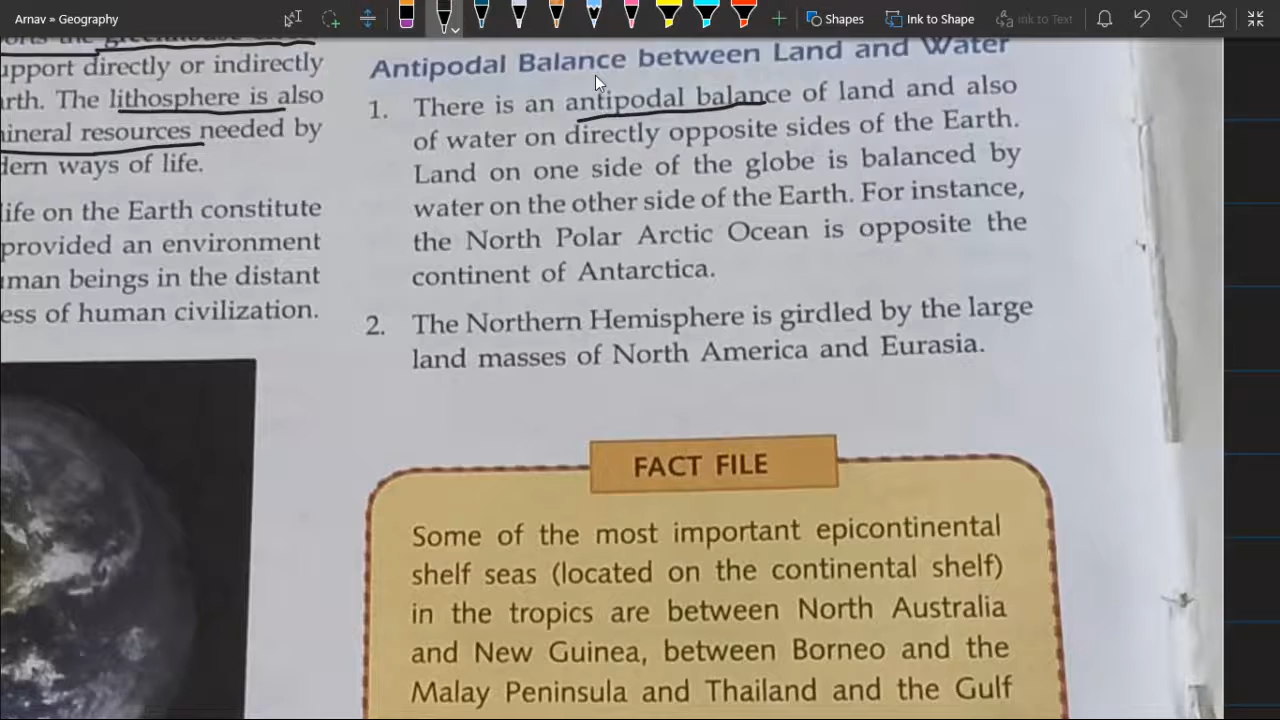 Arnav » Geography
Shapes
Ink to Shape
Ink to Text
upport directly or indirectly
rth. The lithosphere is also
ineral resources needed by
dern ways of life.
life on the Earth constitute
provided an environment
man beings in the distant
ess of human civilization.
Antipodal Balance between Land and Water
1. There is an antipodal balance of land and also
of water on directly opposite sides of the Earth.
Land on one side of the globe is balanced by
water on the other side of the Earth. For instance,
the North Polar Arctic Ocean is opposite the
continent of Antarctica.
2. The Northern Hemisphere is girdled by the large
land masses of North America and Eurasia.
FACT FILE
Some of the most important epicontinental
shelf seas (located on the continental shelf)
in the tropics are between North Australia
and New Guinea, between Borneo and the
Malay Peninsula and Thailand and the Gulf